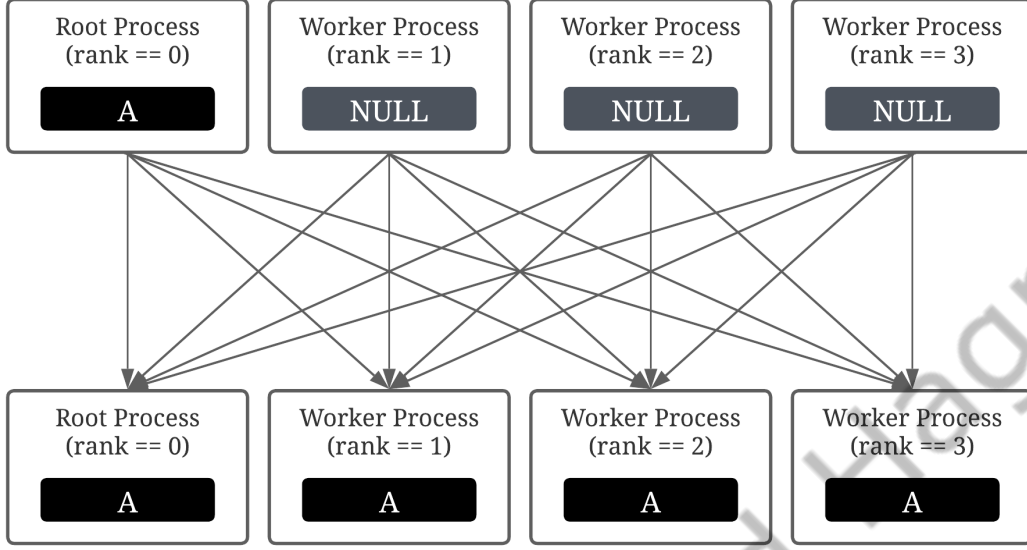 Root Process
(rank == 0)
A
Worker Process
(rank == 1)
NULL
Worker Process
(rank == 2)
NULL
Worker Process
(rank == 3)
NULL
Root Process
(rank == 0)
A
Worker Process
(rank == 1)
A
Worker Process
(rank == 2)
A
Worker Process
(rank == 3)
A